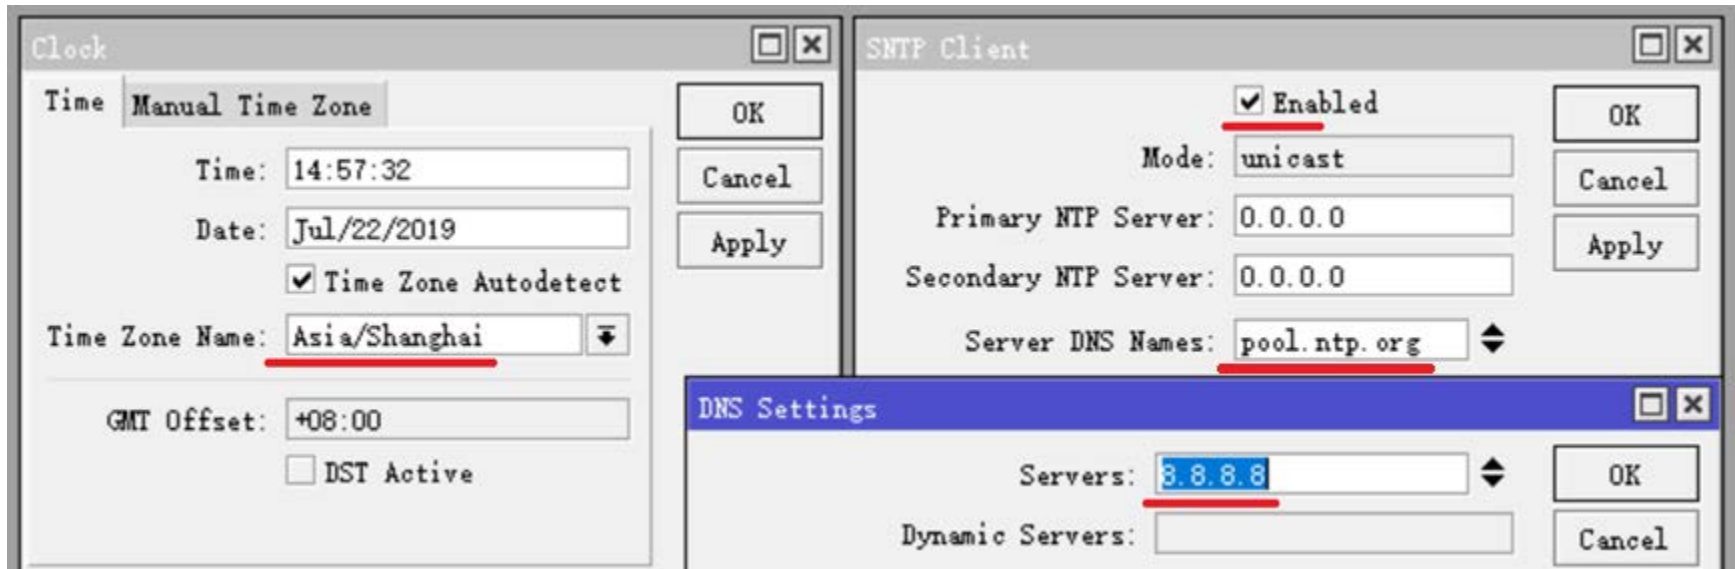 Clock
Time Manual Time Zone
Time: 14:57:32
Date: Jul/22/2019
Time Zone Autodetect
Time Zone Name: Asia/Shanghai
GMT Offset: +08:00
DST Active
OK
Cancel
Apply
SNTP Client
Enabled
Mode: unicast
Primary NTP Server: 0.0.0.0
Secondary NTP Server: 0.0.0.0
Server DNS Names: pool.ntp.org
OK
Cancel
Apply
DNS Settings
Servers: 8.8.8.8
Dynamic Servers:
OK
Cancel